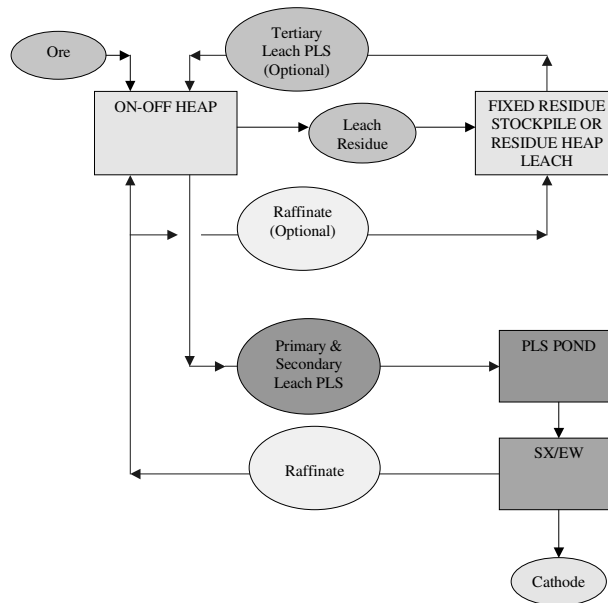 Ore
Tertiary
Leach PLS
(Optional)
ON-OFF HEAP
Leach
Residue
FIXED RESIDUE
STOCKPILE OR
RESIDUE HEAP
LEACH
Raffinate
(Optional)
Primary &
Secondary
Leach PLS
PLS POND
Raffinate
SX/EW
Cathode